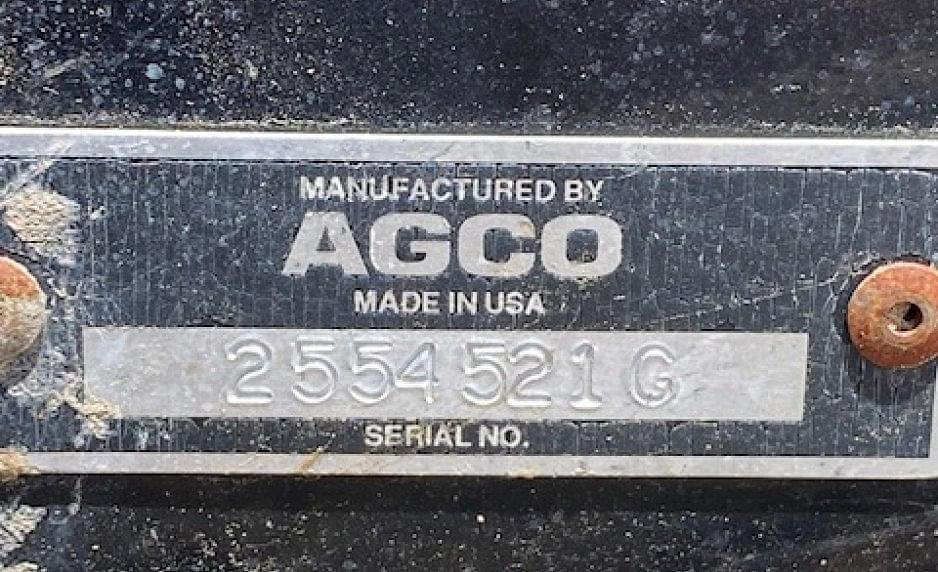 MANUFACTURED BY
AGCO
MADE IN USA
2554521G
SERIAL NO.